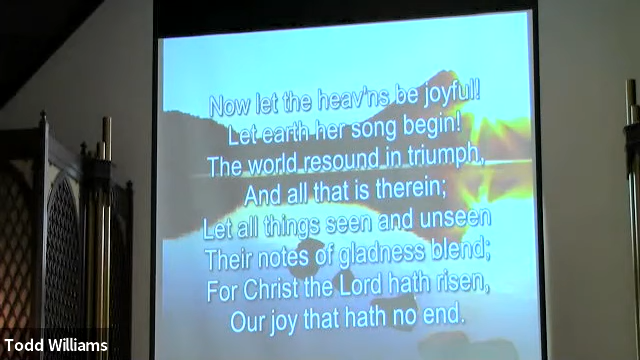 Now let the heav'ns be joyful!
Let earth her song begin!
The world resound in triumph,
And all that is therein;
Let all things seen and unseen
Their notes of gladness blend;
For Christ the Lord hath risen,
Our joy that hath no end.
Todd Williams